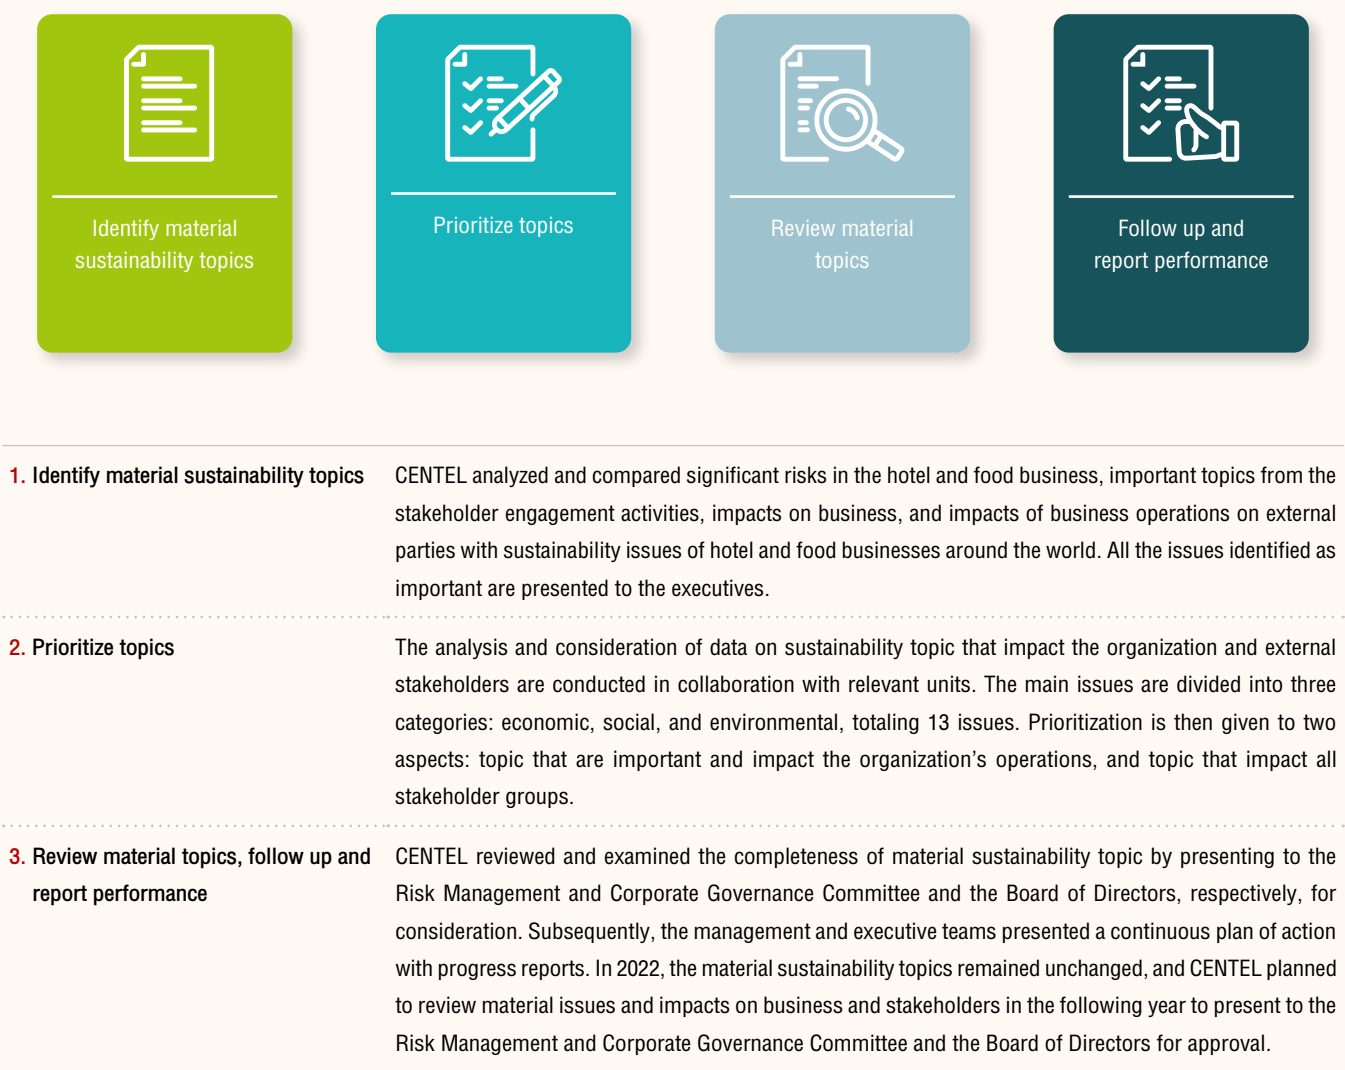 Identify material
sustainability topics
Prioritize topics
Review material
topics
Follow up and
report performance
1. Identify material sustainability topics
CENTEL analyzed and compared significant risks in the hotel and food business, important topics from the
stakeholder engagement activities, impacts on business, and impacts of business operations on external
parties with sustainability issues of hotel and food businesses around the world. All the issues identified as
important are presented to the executives.
2. Prioritize topics
The analysis and consideration of data on sustainability topic that impact the organization and external
stakeholders are conducted in collaboration with relevant units. The main issues are divided into three
categories: economic, social, and environmental, totaling 13 issues. Prioritization is then given to two
aspects: topic that are important and impact the organization’s operations, and topic that impact all
stakeholder groups.
3. Review material topics, follow up and
report performance
CENTEL reviewed and examined the completeness of material sustainability topic by presenting to the
Risk Management and Corporate Governance Committee and the Board of Directors, respectively, for
consideration. Subsequently, the management and executive teams presented a continuous plan of action
with progress reports. In 2022, the material sustainability topics remained unchanged, and CENTEL planned
to review material issues and impacts on business and stakeholders in the following year to present to the
Risk Management and Corporate Governance Committee and the Board of Directors for approval.